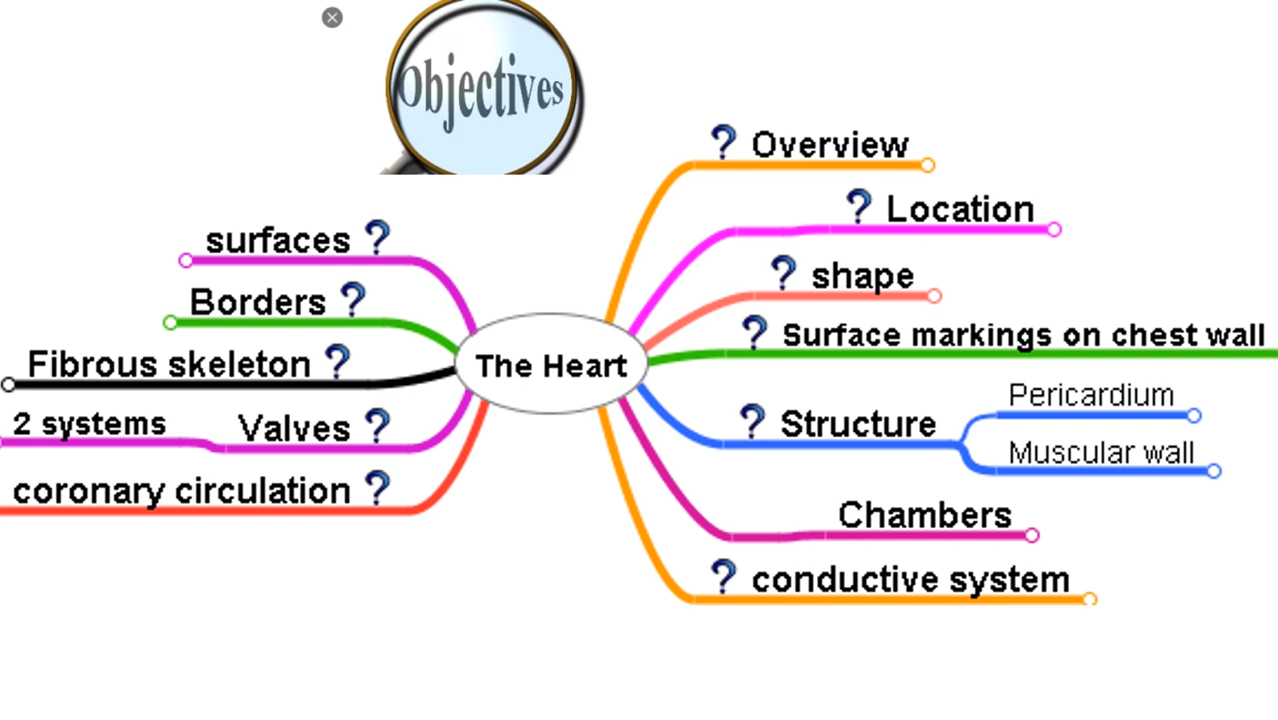 Objectives
? Overview
? Location
? shape
? Surface markings on chest wall
? Structure
Pericardium
Muscular wall
Chambers
? conductive system
The Heart
surfaces ?
Borders ?
Fibrous skeleton ?
2 systems Valves ?
coronary circulation ?